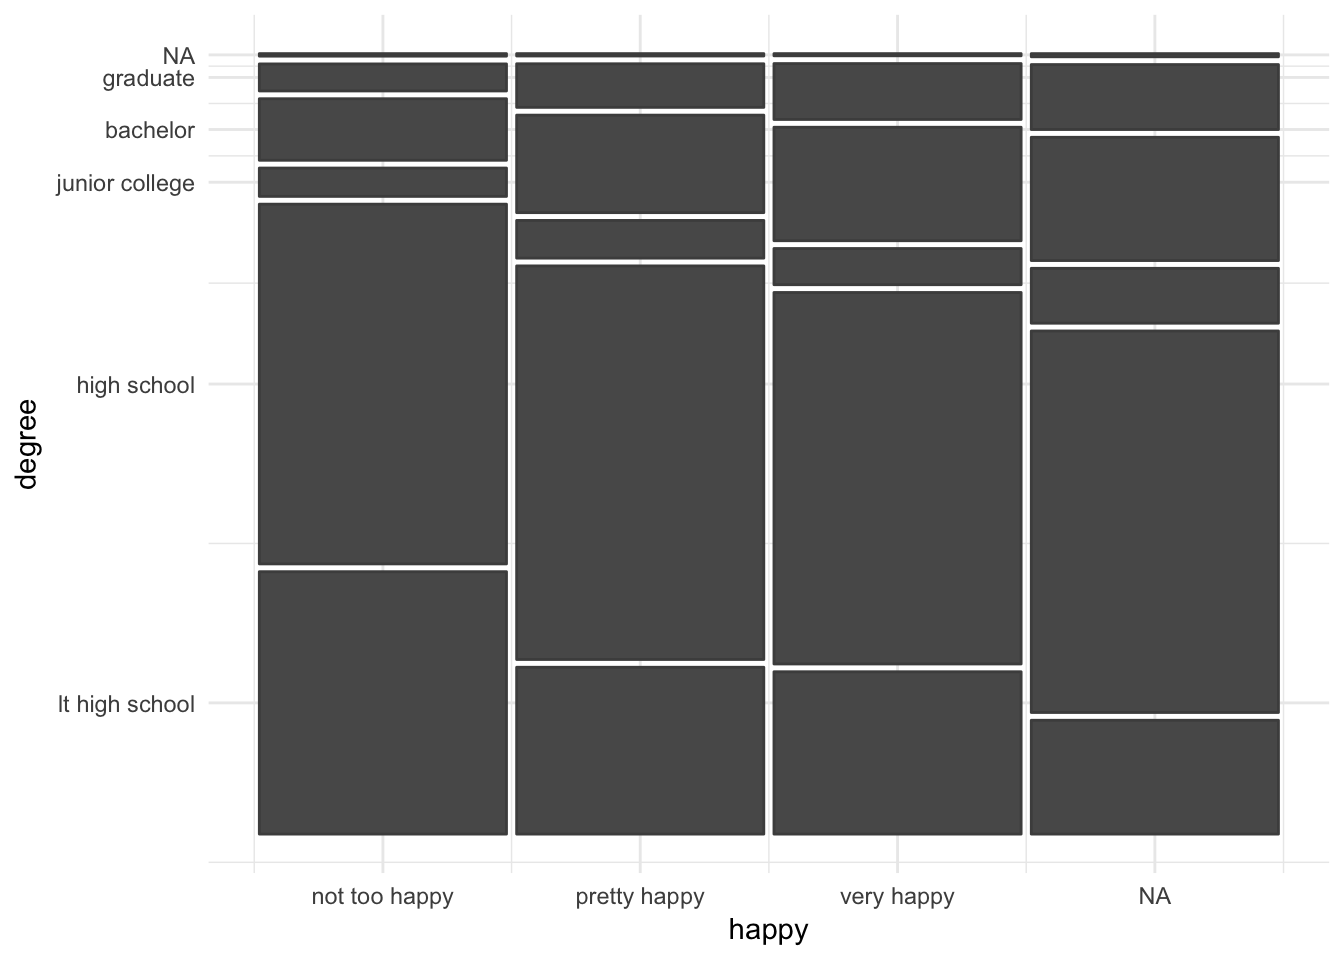 NA
graduate
bachelor
junior college
high school
lt high school
degree
not too happy
pretty happy
very happy
NA
happy